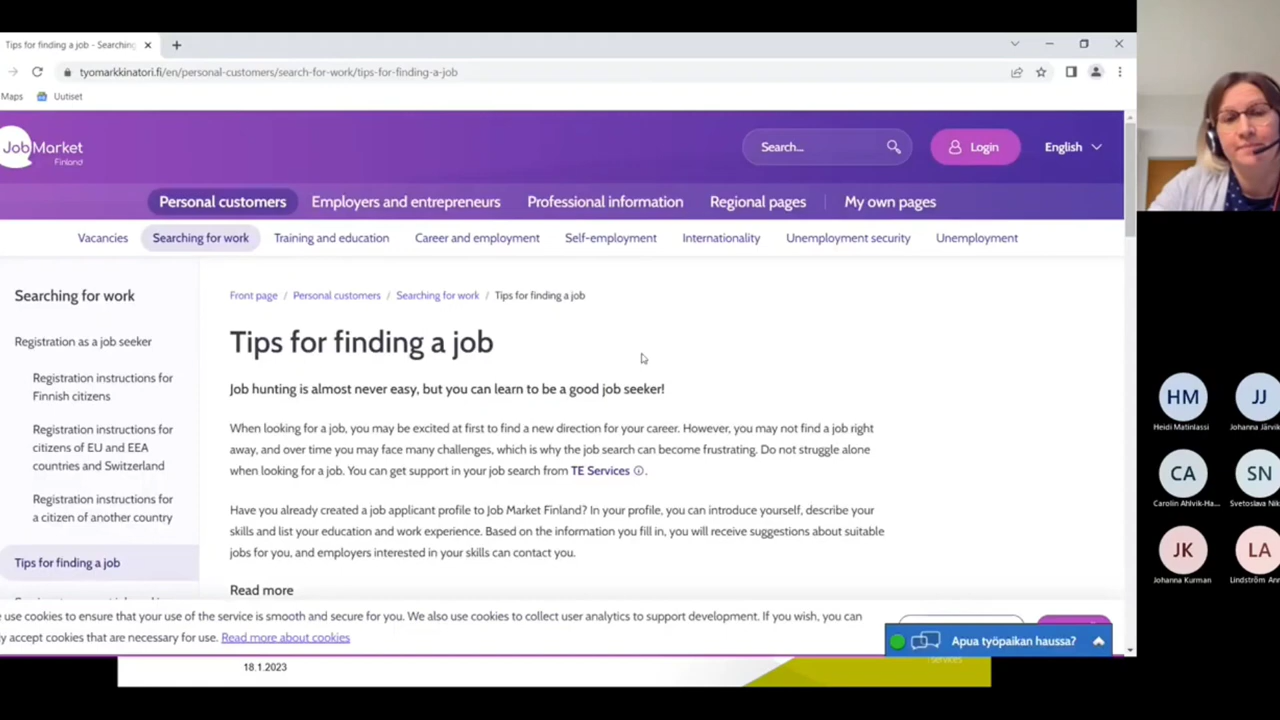 Tips for finding a job - Searching
tyomarkkinatori.fi/en/personal-customers/search-for-work/tips-for-finding-a-job
Maps Uutiset
JobMarket
Finland
Search...
Login
English
Personal customers Employers and entrepreneurs Professional information Regional pages My own pages
Vacancies Searching for work Training and education Career and employment Self-employment Internationality Unemployment security Unemployment
Searching for work
Registration as a job seeker
Registration instructions for
Finnish citizens
Registration instructions for
citizens of EU and EEA
countries and Switzerland
Registration instructions for
a citizen of another country
Tips for finding a job
Front page / Personal customers / Searching for work / Tips for finding a job
Tips for finding a job
Job hunting is almost never easy, but you can learn to be a good job seeker!
When looking for a job, you may be excited at first to find a new direction for your career. However, you may not find a job right
away, and over time you may face many challenges, which is why the job search can become frustrating. Do not struggle alone
when looking for a job. You can get support in your job search from TE Services.
Have you already created a job applicant profile to Job Market Finland? In your profile, you can introduce yourself, describe your
skills and list your education and work experience. Based on the information you fill in, you will receive suggestions about suitable
jobs for you, and employers interested in your skills can contact you.
Read more
use cookies to ensure that your use of the service is smooth and secure for you. We also use cookies to collect user analytics to support development. If you wish, you can
accept cookies that are necessary for use. Read more about cookies
Apua työpaikan haussa?
18.1.2023
HM JJ
Heidi Matinlassi Johanna Järvik
CA SN
Carolin Ahlvik-Ha... Svetoslava Nik
JK LA
Johanna Kurman Lindström Ann